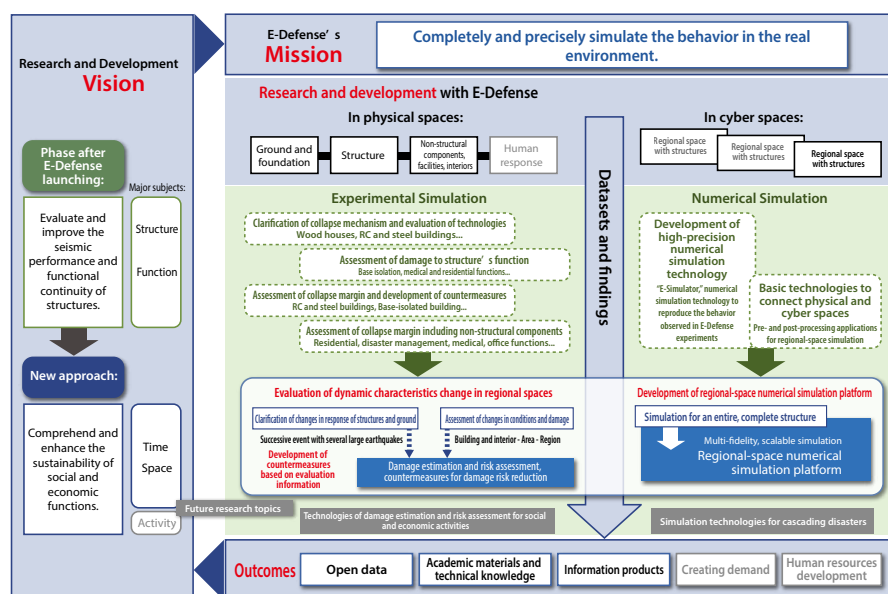 Research and Development
Vision
Phase after
E-Defense
launching:
Major subjects:
Evaluate and
improve the
seismic
performance and
functional
continuity of
structures.
Structure
Function
New approach:
Comprehend and
enhance the
sustainability of
social and
economic
functions.
Time
Space
Activity
Future research topics
E-Defense's
Mission
Completely and precisely simulate the behavior in the real
environment.
Research and development with E-Defense
In physical spaces:
Ground and
foundation
Structure
Non-structural
components,
facilities, interiors
Human
response
In cyber spaces:
Regional space
with structures
Regional space
with structures
Regional space
with structures
Datasets and findings
Experimental Simulation
Clarification of collapse mechanism and evaluation of technologies
Wood houses, RC and steel buildings...
Assessment of damage to structure's function
Base isolation, medical and residential functions...
Assessment of collapse margin and development of countermeasures
RC and steel buildings, Base-isolated building...
Assessment of collapse margin including non-structural components
Residential, disaster management, medical, office functions...
Numerical Simulation
Development of
high-precision
numerical
simulation
technology
"E-Simulator," numerical
simulation technology to
reproduce the behavior
observed in E-Defense
experiments
Basic technologies to
connect physical and
cyber spaces
Pre- and post-processing applications
for regional-space simulation
Evaluation of dynamic characteristics change in regional spaces
Clarification of changes in response of structures and ground
Assessment of changes in conditions and damage
Successive event with several large earthquakes
Building and interior - Area - Region
Development of
countermeasures
based on evaluation
information
Damage estimation and risk assessment,
countermeasures for damage risk reduction
Development of regional-space numerical simulation platform
Simulation for an entire, complete structure
Multi-fidelity, scalable simulation
Regional-space numerical
simulation platform
Technologies of damage estimation and risk assessment for social
and economic activities
Simulation technologies for cascading disasters
Outcomes
Open data
Academic materials and
technical knowledge
Information products
Creating demand
Human resources
development